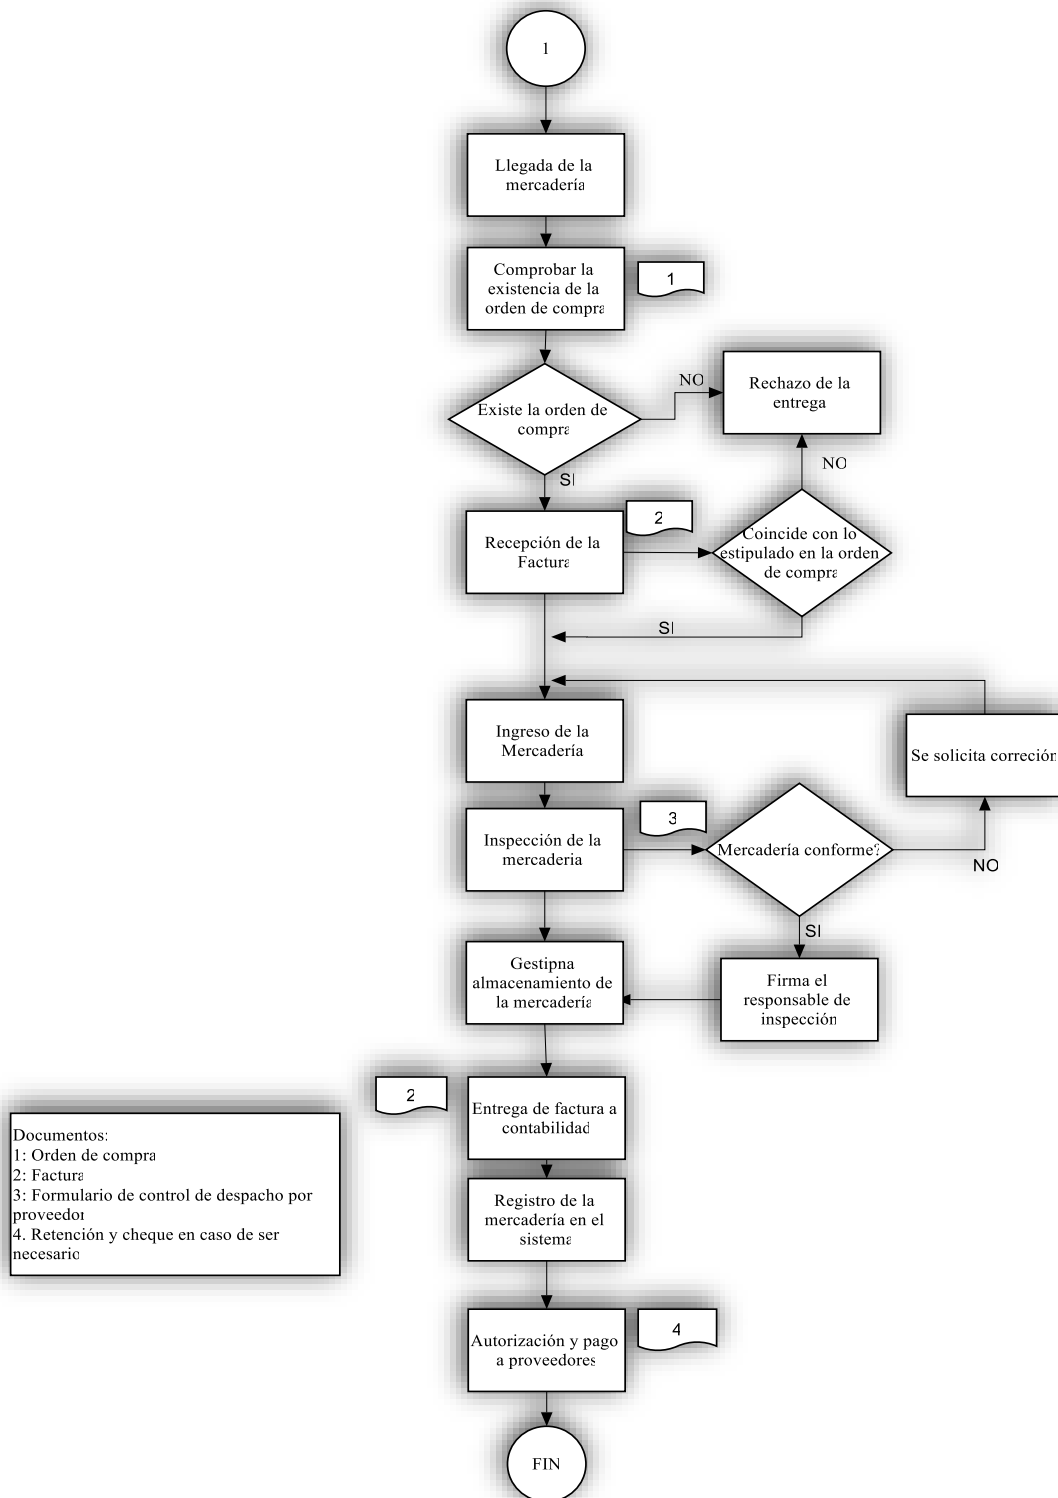 1
Llegada de la
mercadería
Comprobar la
existencia de la
orden de compra
1
Existe la orden de
compra
NO
Rechazo de la
entrega
NO
SI
Recepción de la
Factura
2
Coincide con lo
estipulado en la orden
de compra
SI
Ingreso de la
Mercadería
Se solicita correción
Inspección de la
mercaderia
3
Mercadería conforme?
NO
SI
Gestipna
almacenamiento de
la mercadería
Firma el
responsable de
inspección
2
Entrega de factura a
contabilidad
Documentos:
1: Orden de compra
2: Factura
3: Formulario de control de despacho por
proveedor
4. Retención y cheque en caso de ser
necesario
Registro de la
mercadería en el
sistema
Autorización y pago
a proveedores
4
FIN